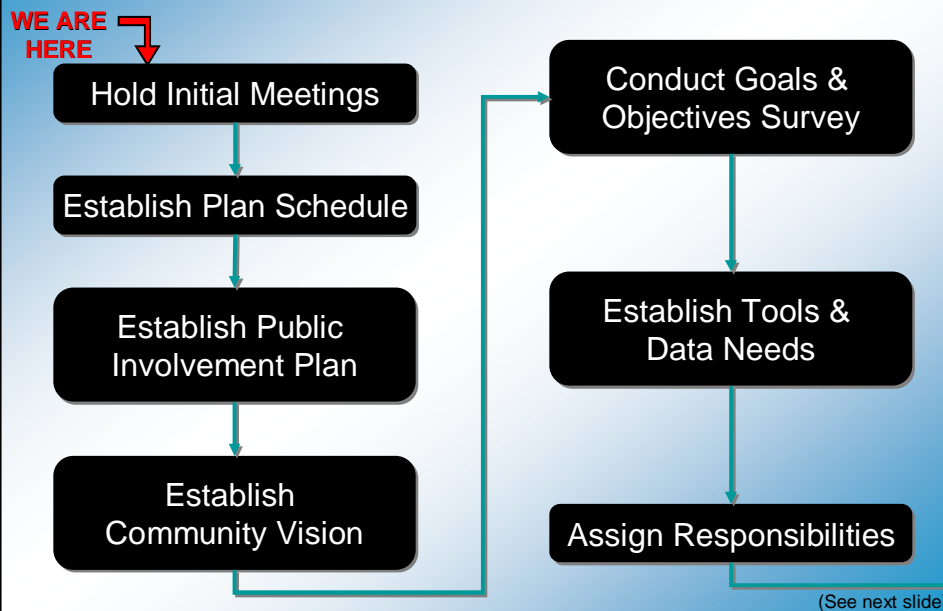 WE ARE
HERE
Hold Initial Meetings
Establish Plan Schedule
Establish Public
Involvement Plan
Establish
Community Vision
Conduct Goals &
Objectives Survey
Establish Tools &
Data Needs
Assign Responsibilities
(See next slide